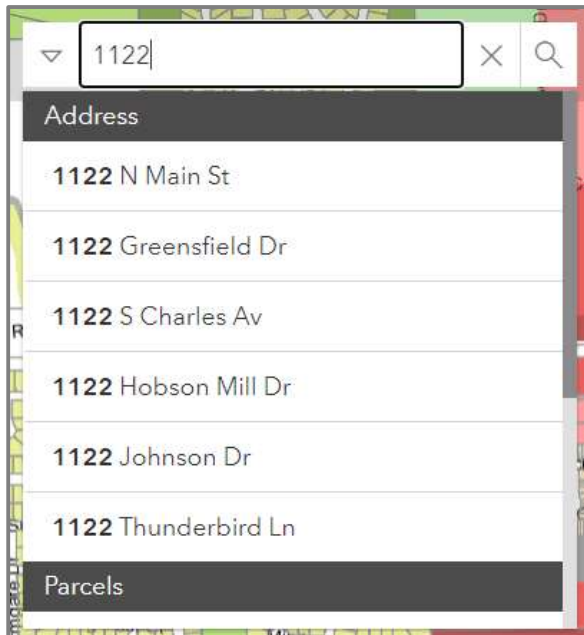 1122
Address
1122 N Main St
1122 Greensfield Dr
1122 S Charles Av
1122 Hobson Mill Dr
1122 Johnson Dr
1122 Thunderbird Ln
Parcels